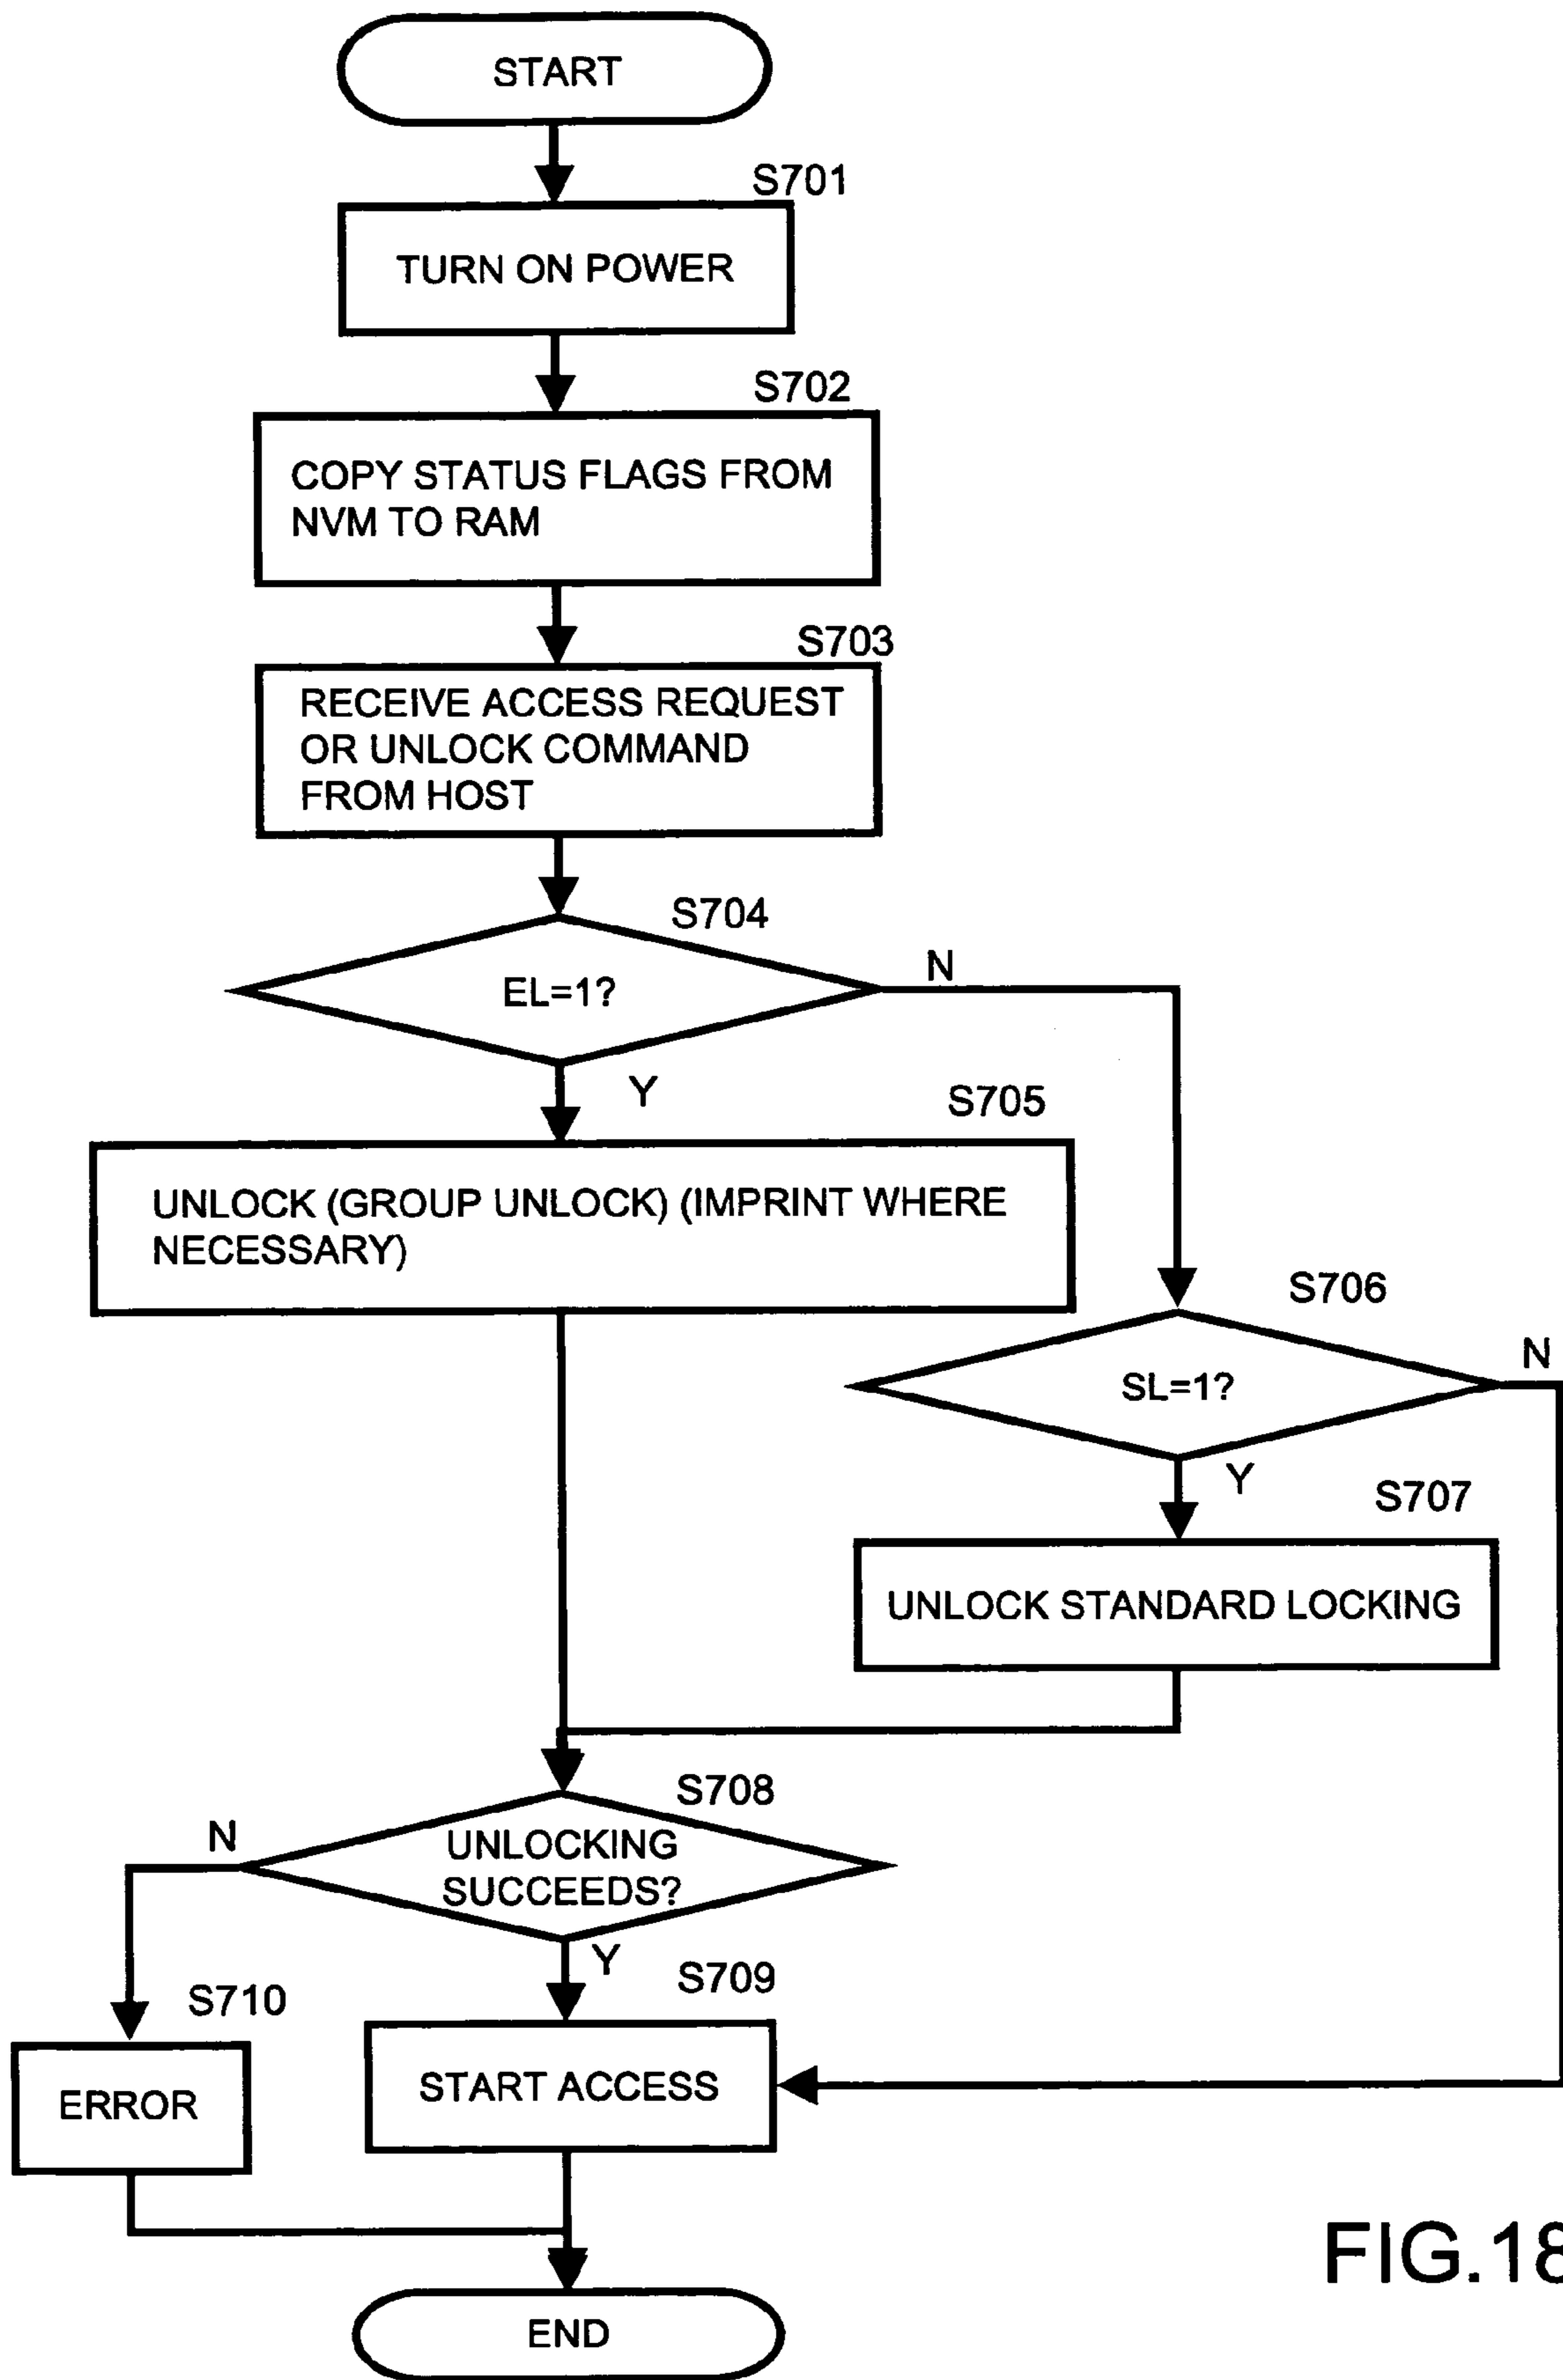 START
S701
TURN ON POWER
S702
COPY STATUS FLAGS FROM
NVM TO RAM
S703
RECEIVE ACCESS REQUEST
OR UNLOCK COMMAND
FROM HOST
S704
EL=1?
N
Y
S705
UNLOCK (GROUP UNLOCK) (IMPRINT WHERE
NECESSARY)
S706
SL=1?
N
Y
S707
UNLOCK STANDARD LOCKING
S708
UNLOCKING
SUCCEEDS?
N
Y
S709
START ACCESS
S710
ERROR
END
FIG.18